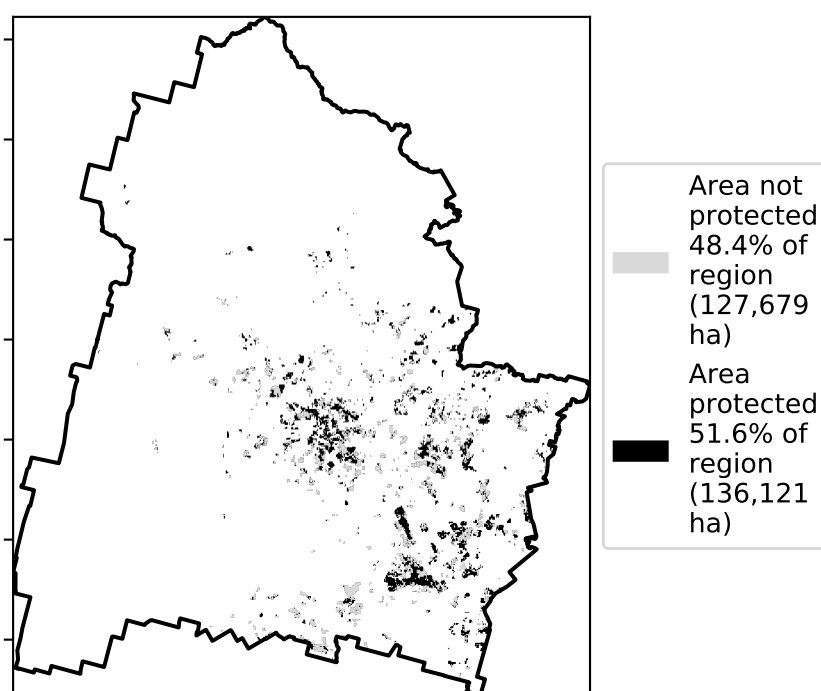 Area not
protected
48.4% of
region
(127,679
ha)
Area
protected
51.6% of
region
(136,121
ha)